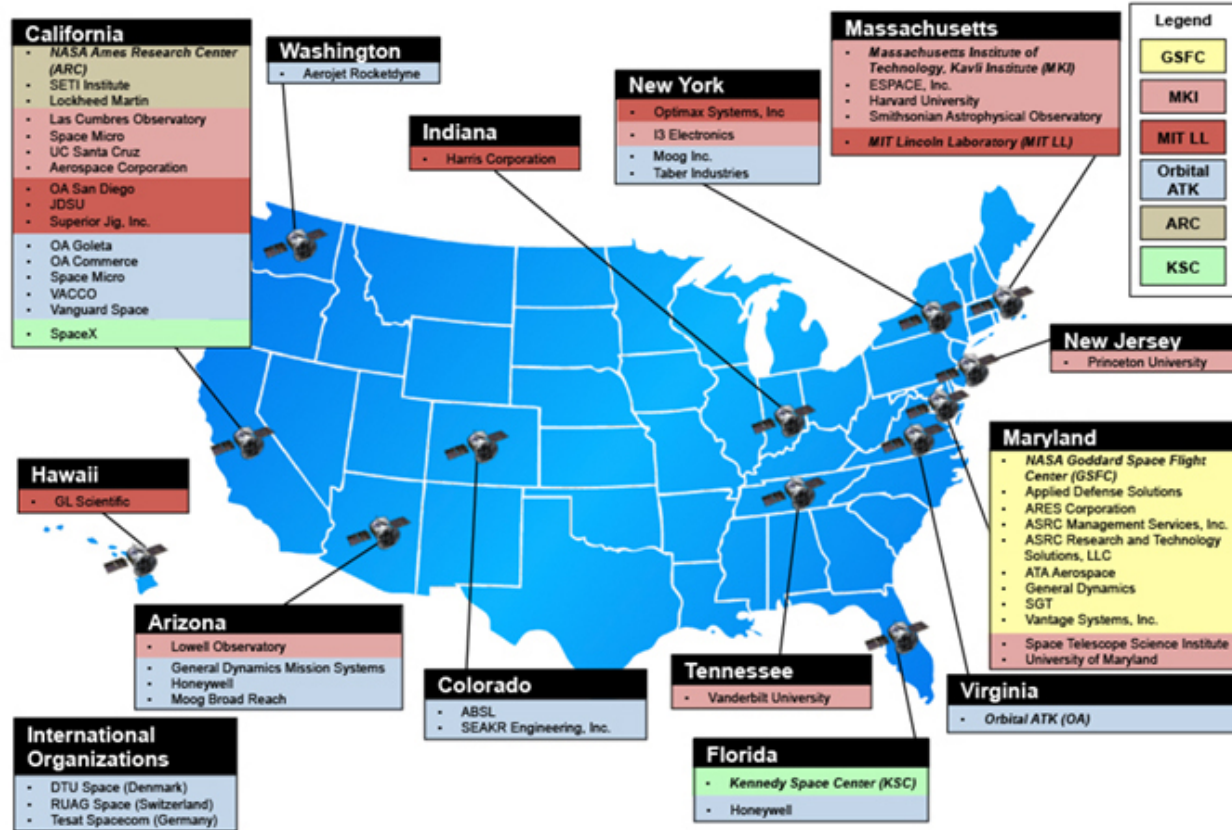 California
NASA Ames Research Center
(ARC)
SETI Institute
Lockheed Martin
Las Cumbres Observatory
Space Micro
UC Santa Cruz
Aerospace Corporation
OA San Diego
JDSU
Superior Jig, Inc.
OA Goleta
OA Commerce
Space Micro
VACCO
Vanguard Space
SpaceX
Washington
Aerojet Rocketdyne
Indiana
Harris Corporation
New York
Optimax Systems, Inc
I3 Electronics
Moog Inc.
Taber Industries
Massachusetts
Massachusetts Institute of
Technology, Kavli Institute (MKI)
ESPACE, Inc.
Harvard University
Smithsonian Astrophysical Observatory
MIT Lincoln Laboratory (MIT LL)
Legend
GSFC
MKI
MIT LL
Orbital
ATK
ARC
KSC
New Jersey
Princeton University
Maryland
NASA Goddard Space Flight
Center (GSFC)
Applied Defense Solutions
ARES Corporation
ASRC Management Services, Inc.
ASRC Research and Technology
Solutions, LLC
ATA Aerospace
General Dynamics
SGT
Vantage Systems, Inc.
Space Telescope Science Institute
University of Maryland
Hawaii
GL Scientific
Arizona
Lowell Observatory
General Dynamics Mission Systems
Honeywell
Moog Broad Reach
Colorado
ABSL
SEAKR Engineering, Inc.
Tennessee
Vanderbilt University
Virginia
Orbital ATK (OA)
Florida
Kennedy Space Center (KSC)
Honeywell
International
Organizations
DTU Space (Denmark)
RUAG Space (Switzerland)
Tesat Spacecom (Germany)